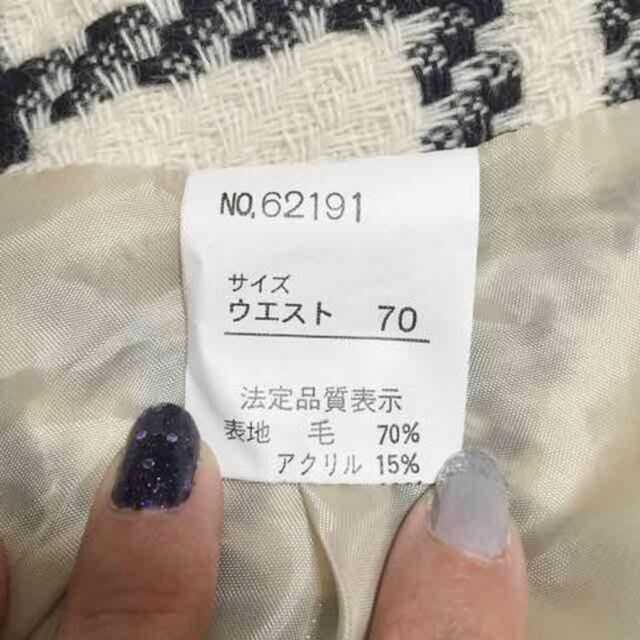 NO.62191
サイズ
ウエスト 70
法定品質表示
表地 毛 70%
アクリル 15%